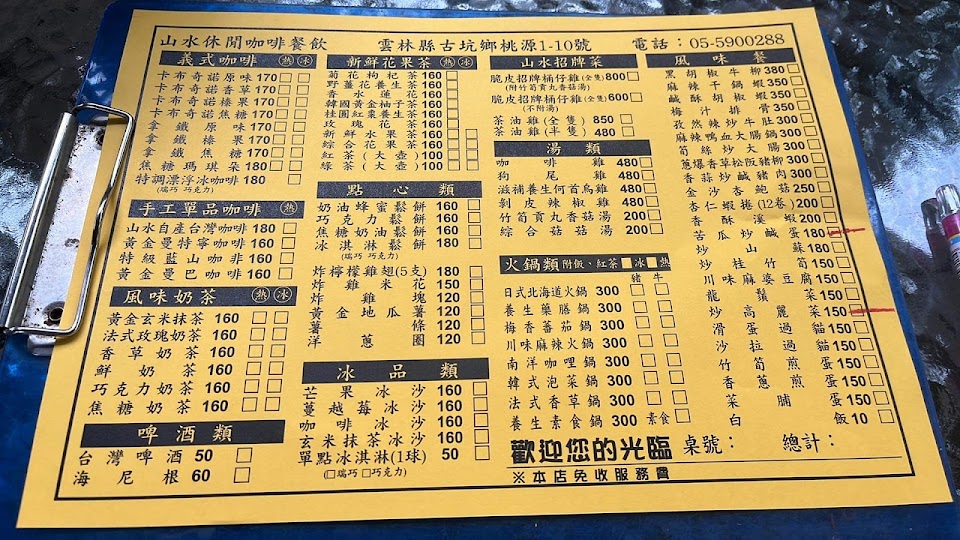 山水休閒咖啡餐飲　雲林縣古坑鄉桃源1-10號　電話：05-5900288
義式咖啡 熱 冰
卡布奇諾原味170
卡布奇諾香草170
卡布奇諾榛果170
卡布奇諾焦糖170
拿鐵原味170
拿鐵榛果170
拿鐵焦糖170
焦糖瑪琪朵180
特調漂浮冰咖啡180
(瑞巧 巧克力)
手工單品咖啡 熱
山水自產台灣咖啡180
黃金曼特寧咖啡160
特級藍山咖啡160
黃金曼巴咖啡160
風味奶茶 熱 冰
黃金玄米抹茶160
法式玫瑰奶茶160
香草奶茶160
鮮奶茶160
巧克力奶茶160
焦糖奶茶160
啤酒類
台灣啤酒50
海尼根60
新鮮花果茶 熱 冰
菊花枸杞茶160
野薑花養生茶160
香水蓮花160
韓國黃金柚子茶160
桂圓紅棗養生茶160
玫瑰花茶160
新鮮水果茶160
綜合花果茶160
紅茶(大壺)100
綠茶(大壺)100
點心類
奶油蜂蜜鬆餅160
巧克力鬆餅160
焦糖奶油鬆餅160
冰淇淋鬆餅180
(瑞巧 巧克力)
炸檸檬雞翅(5支)180
炸雞米花150
炸雞塊120
黃金地瓜薯120
薯條120
洋蔥圈120
冰品類
芒果冰沙160
蔓越莓冰沙160
咖啡冰沙160
玄米抹茶冰沙160
單點冰淇淋(1球)50
(□瑞巧 □巧克力)
山水招牌菜
脆皮招牌桶仔雞(全隻)800
(附竹筍貢丸香菇湯)
脆皮招牌桶仔雞(全隻)600
(不附湯)
茶油雞(全隻)850
茶油雞(半隻)480
湯類
咖啡雞480
狗尾雞480
滋補養生何首烏雞480
剝皮辣椒雞480
竹筍貢丸香菇湯200
綜合菇菇湯200
火鍋類 附飯、紅茶 冰 熱
豬 牛
日式北海道火鍋300
養生藥膳鍋300
梅香蕃茄鍋300
川味麻辣火鍋300
南洋咖哩鍋300
韓式泡菜鍋300
法式香草鍋300
養生素食鍋300 素食
歡迎您的光臨
※本店免收服務費
風味餐
黑胡椒牛柳380
麻辣干鍋蝦350
鹹酥胡椒蝦350
梅汁排骨350
孜然辣炒牛肚300
麻辣鴨血大腸鍋300
筍絲炒大腸300
蔥爆香草松阪豬柳300
香蒜炒鹹豬肉300
金沙杏鮑菇250
杏仁蝦捲(12卷)200
香酥溪蝦200
苦瓜炒鹹蛋180
炒山蘇180
炒桂竹筍150
川味麻婆豆腐150
龍鬚菜150
炒高麗菜150
滑蛋過貓150
沙拉過貓150
竹筍煎蛋150
香蔥煎蛋150
菜脯蛋150
白飯10
桌號：　總計：